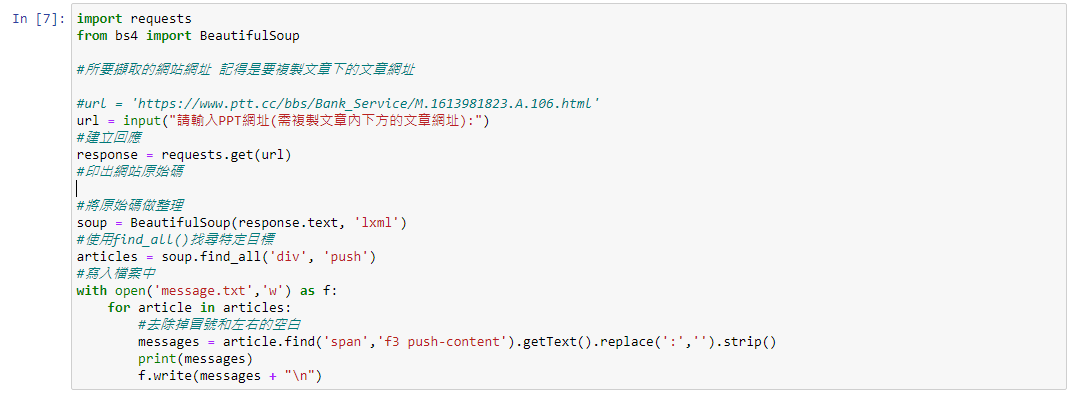 In [7]:
import requests
from bs4 import BeautifulSoup
#所要擷取的網站網址 記得是要複製文章下的文章網址
#url = 'https://www.ptt.cc/bbs/Bank_Service/M.1613981823.A.106.html'
url = input("請輸入PPT網址(需複製文章內下方的文章網址):")
#建立回應
response = requests.get(url)
#印出網站原始碼
#將原始碼做整理
soup = BeautifulSoup(response.text, 'lxml')
#使用find_all()找尋特定目標
articles = soup.find_all('div', 'push')
#寫入檔案中
with open('message.txt','w') as f:
    for article in articles:
        #去除掉冒號和左右的空白
        messages = article.find('span','f3 push-content').getText().replace(':','').strip()
        print(messages)
        f.write(messages + "\n")